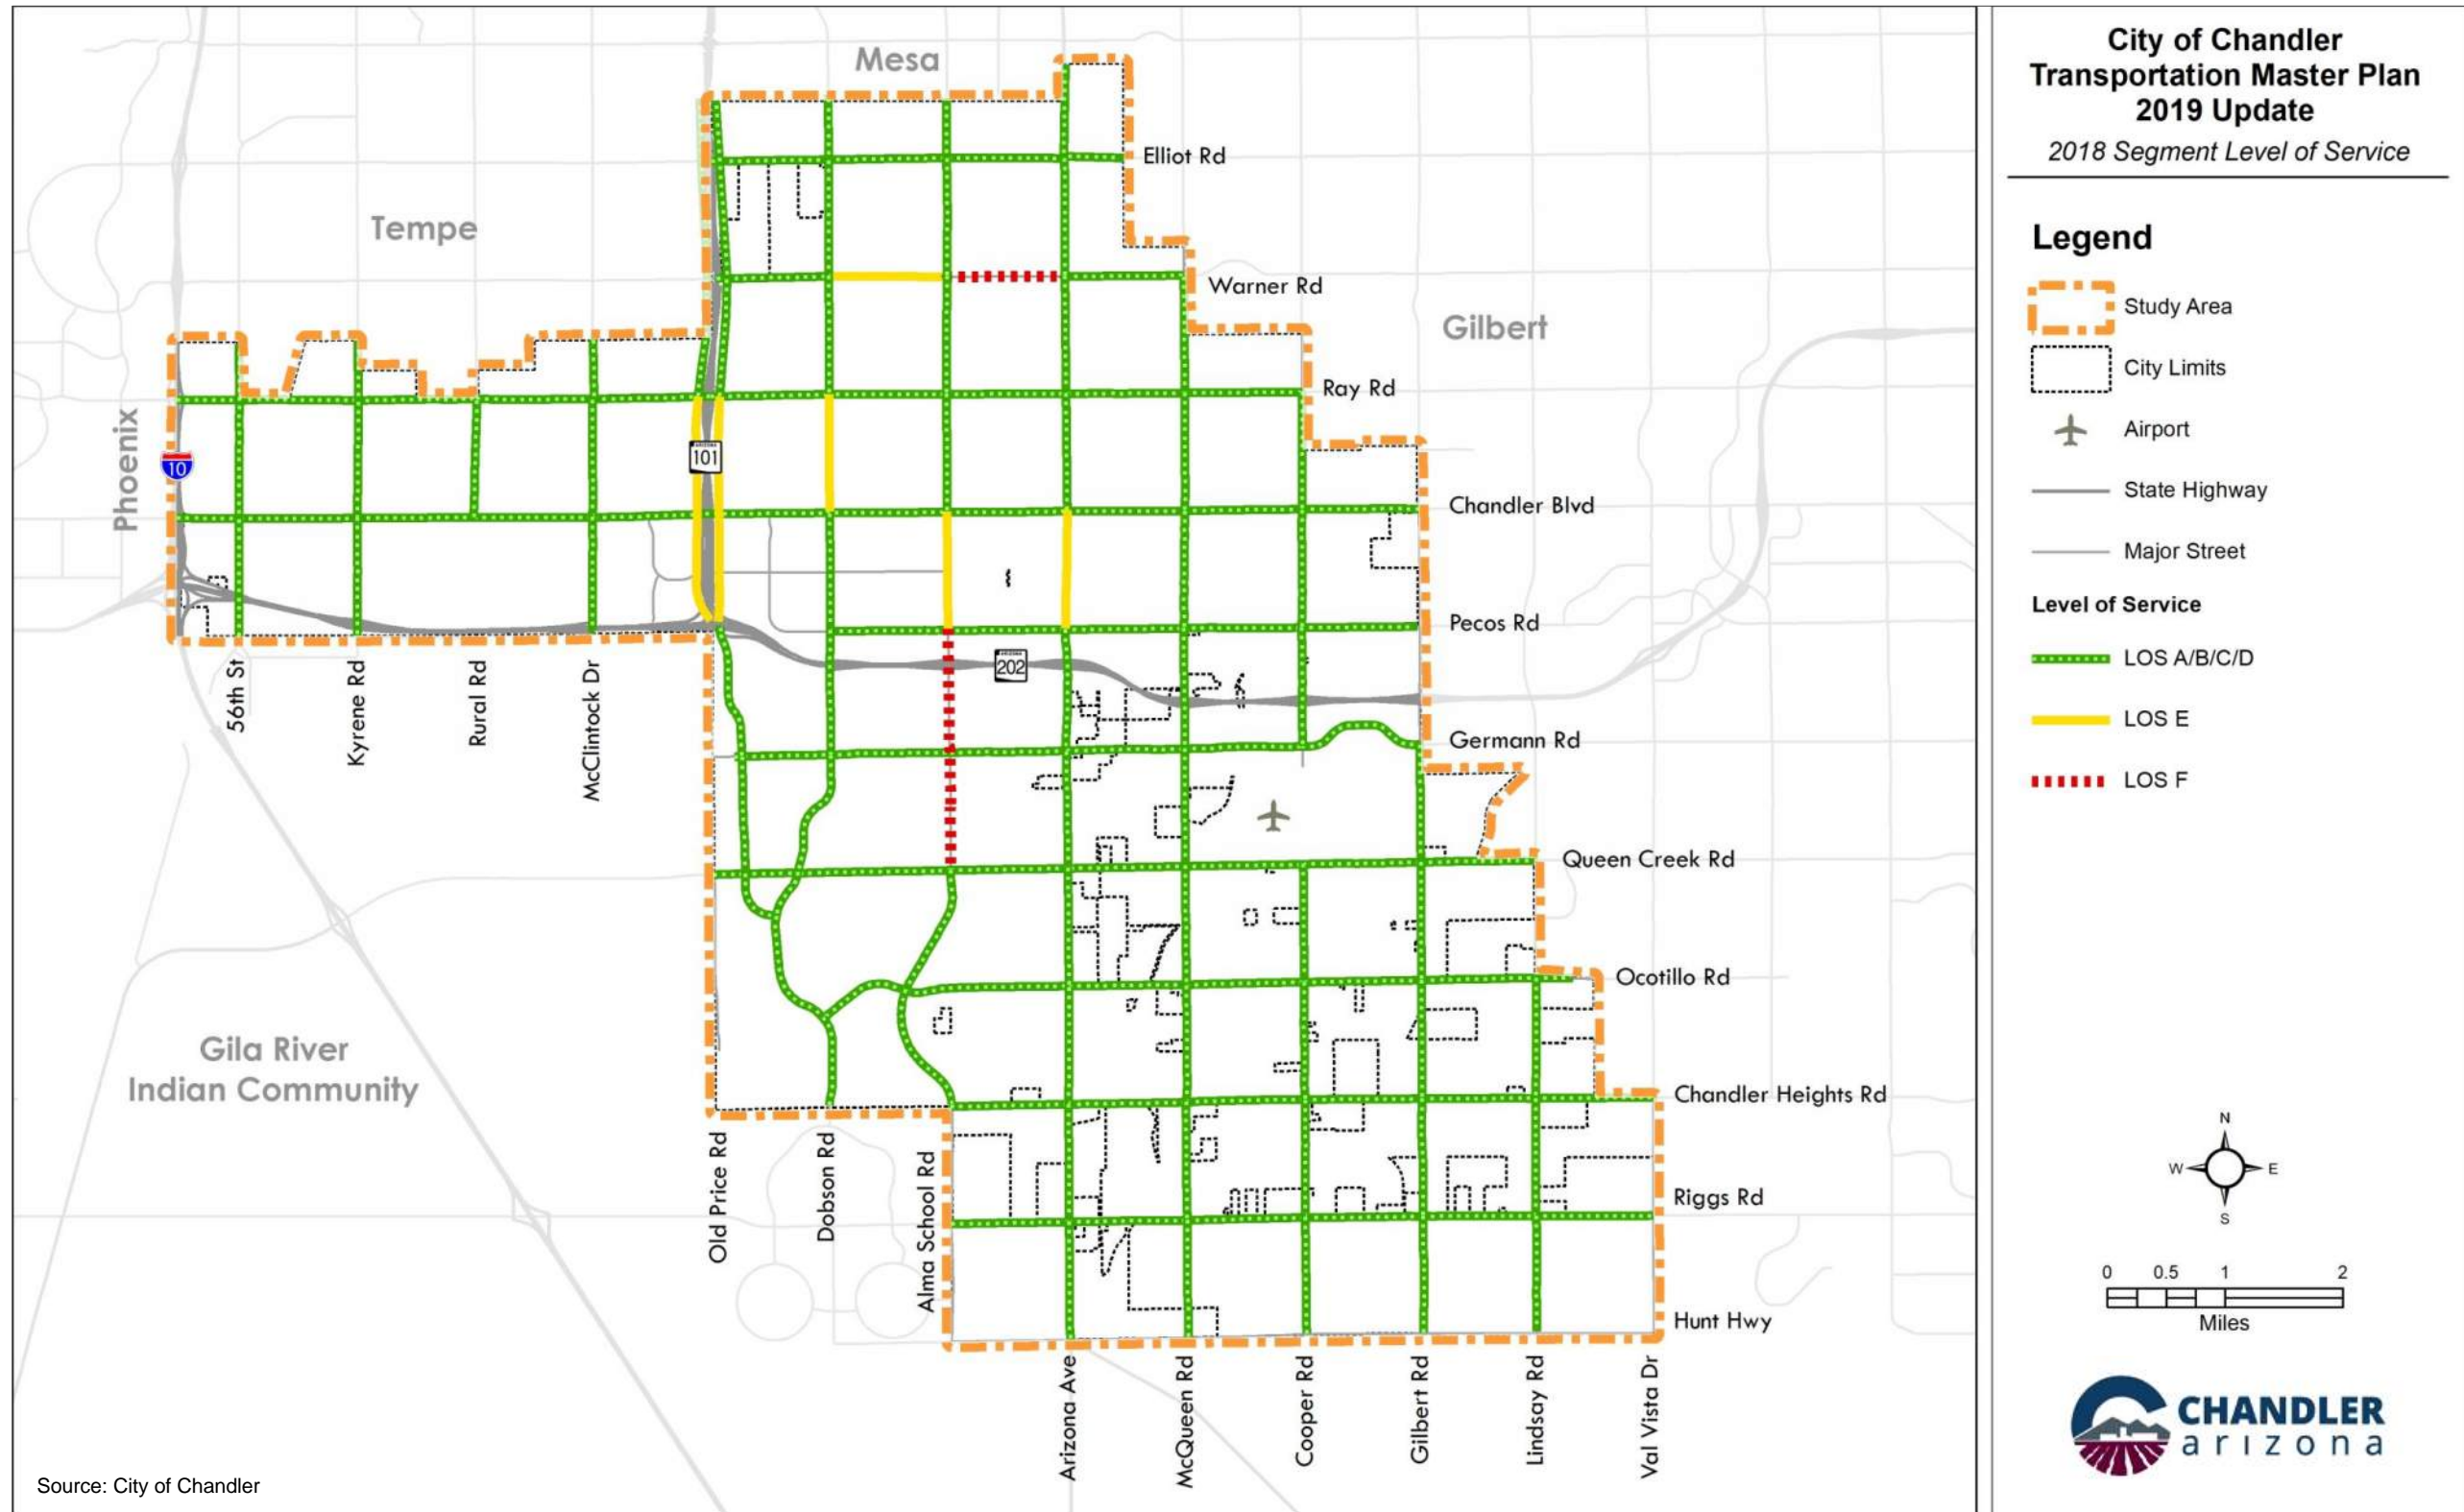 City of Chandler
Transportation Master Plan
2019 Update
2018 Segment Level of Service
Legend
Study Area
City Limits
Airport
State Highway
Major Street
Level of Service
LOS A/B/C/D
LOS E
LOS F
Mesa
Tempe
Phoenix
Gilbert
Gila River
Indian Community
Elliot Rd
Warner Rd
Ray Rd
Chandler Blvd
Pecos Rd
Germann Rd
Queen Creek Rd
Ocotillo Rd
Chandler Heights Rd
Riggs Rd
Hunt Hwy
10
ARIZONA
101
ARIZONA
202
56th St
Kyrene Rd
Rural Rd
McClintock Dr
Old Price Rd
Dobson Rd
Alma School Rd
Arizona Ave
McQueen Rd
Cooper Rd
Gilbert Rd
Lindsay Rd
Val Vista Dr
N
W
E
S
0 0.5 1 2
Miles
CHANDLER
arizona
Source: City of Chandler